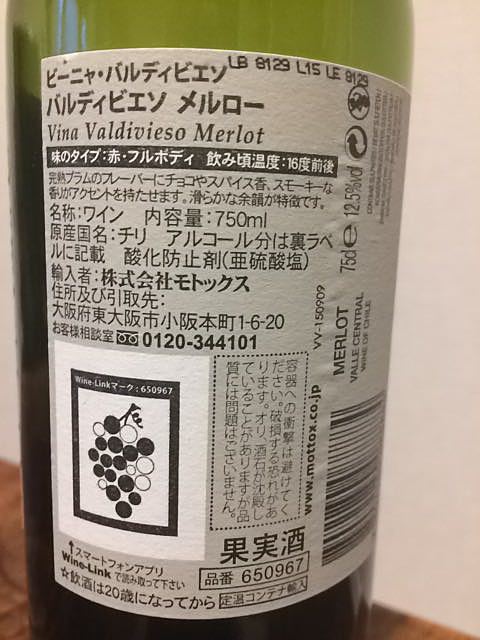 LB 8129 L15 LE 8129
ビーニャ・バルディビエソ
バルディビエソ メルロー
Vina Valdivieso Merlot
味のタイプ:赤・フルボディ 飲み頃温度:16度前後
完熟プラムのフレーバーにチョコやスパイス香、スモーキーな
香りがアクセントを持たせます。滑らかな余韻が特徴です。
名称:ワイン 内容量:750ml
原産国名:チリ アルコール分は裏ラベ
ルに記載 酸化防止剤(亜硫酸塩)
輸入者:株式会社モトックス
住所及び引取先:
大阪府東大阪市小阪本町1-6-20
お客様相談室 0120-344101
Wine-Linkマーク:650967
容器への衝撃は避けてく
ださい。破損する恐れがあ
ります。オリ、酒石が沈殿し
ていることがありますが品
質には問題はございません。
果実酒
品番 650967
↑スマートフォンアプリ
Wine-Link で読み取って下さい
☆飲酒は20歳になってから 定温コンテナ輸入
www.mottox.co.jp
VV-150909
75cl e 12,5%vol
MERLOT
VALLE CENTRAL
WINE OF CHILE